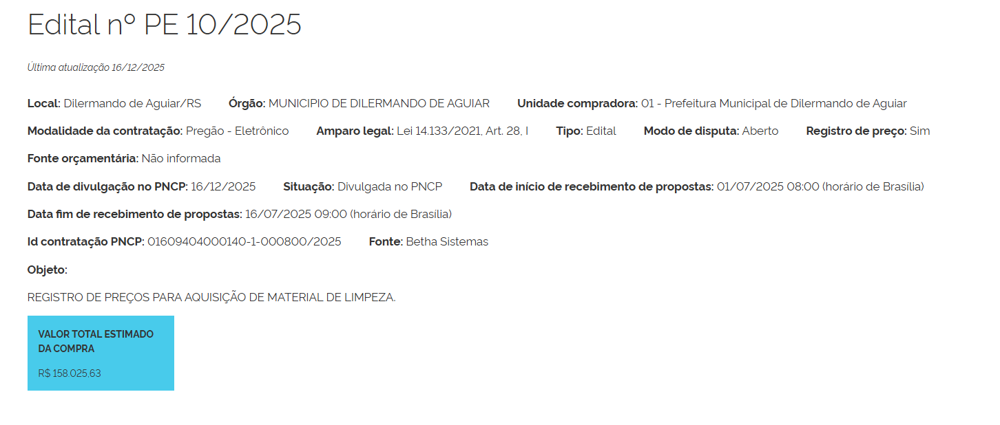 Edital nº PE 10/2025
Última atualização 16/12/2025
Local: Dilermando de Aguiar/RS Órgão: MUNICIPIO DE DILERMANDO DE AGUIAR Unidade compradora: 01 - Prefeitura Municipal de Dilermando de Aguiar
Modalidade da contratação: Pregão - Eletrônico Amparo legal: Lei 14.133/2021, Art. 28, I Tipo: Edital Modo de disputa: Aberto Registro de preço: Sim
Fonte orçamentária: Não informada
Data de divulgação no PNCP: 16/12/2025 Situação: Divulgada no PNCP Data de início de recebimento de propostas: 01/07/2025 08:00 (horário de Brasília)
Data fim de recebimento de propostas: 16/07/2025 09:00 (horário de Brasília)
Id contratação PNCP: 01609404000140-1-000800/2025 Fonte: Betha Sistemas
Objeto:
REGISTRO DE PREÇOS PARA AQUISIÇÃO DE MATERIAL DE LIMPEZA.
VALOR TOTAL ESTIMADO
DA COMPRA
R$ 158.025,63